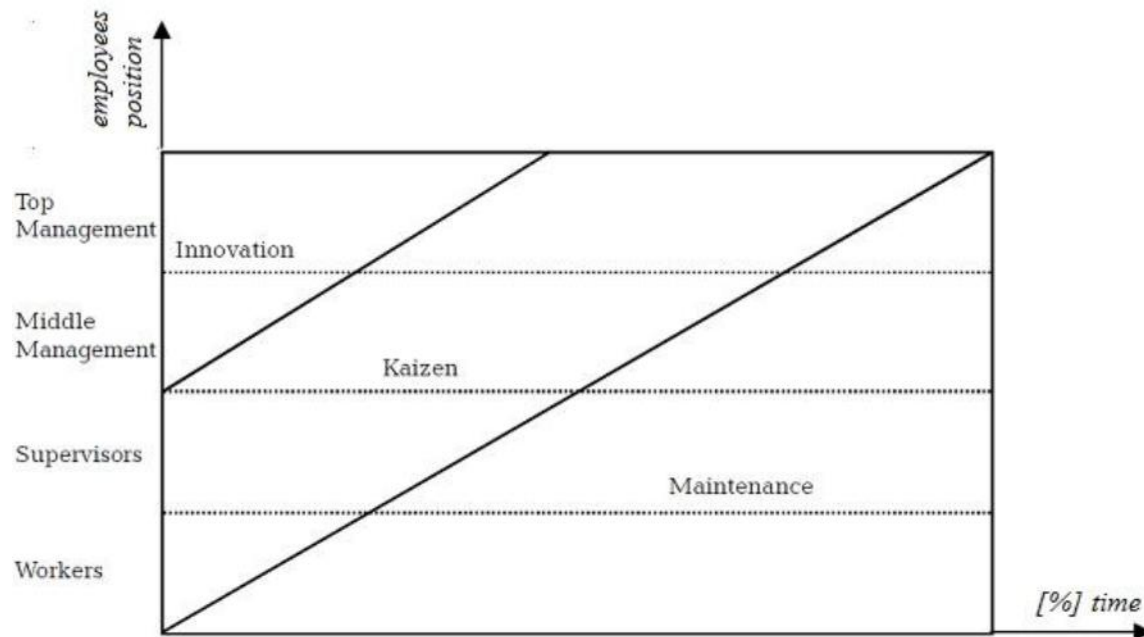 employees
position
Top
Management
Innovation
Middle
Management
Kaizen
Supervisors
Maintenance
Workers
[%] time